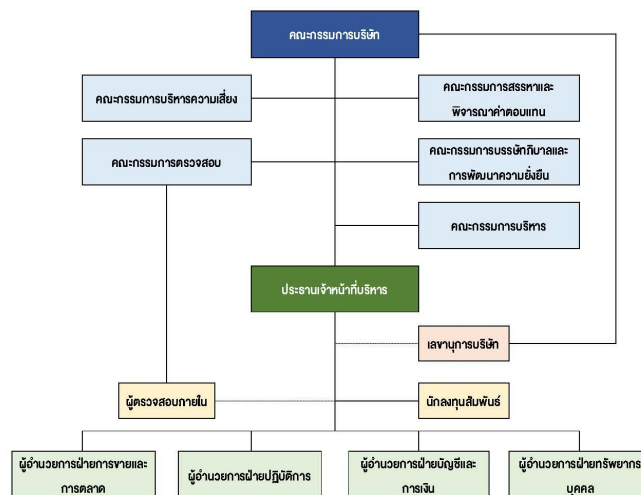 คณะกรรมการบริษัท
คณะกรรมการบริหารความเสี่ยง
คณะกรรมการสรรหาและ
พิจารณาค่าตอบแทน
คณะกรรมการตรวจสอบ
คณะกรรมการบรรษัทภิบาลและ
การพัฒนาความยั่งยืน
คณะกรรมการบริหาร
ประธานเจ้าหน้าที่บริหาร
เลขานุการบริษัท
ผู้ตรวจสอบภายใน
นักลงทุนสัมพันธ์
ผู้อำนวยการฝ่ายการขายและ
การตลาด
ผู้อำนวยการฝ่ายปฏิบัติการ
ผู้อำนวยการฝ่ายบัญชีและ
การเงิน
ผู้อำนวยการฝ่ายทรัพยากร
บุคคล